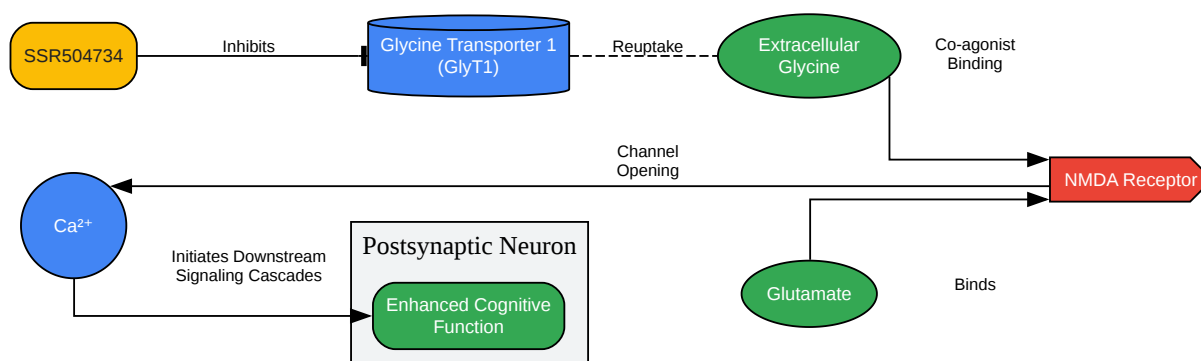 SSR504734
Inhibits
Glycine Transporter 1
(GlyT1)
Reuptake
Extracellular
Glycine
Co-agonist
Binding
Channel
Opening
NMDA Receptor
Ca²⁺
Initiates Downstream
Signaling Cascades
Postsynaptic Neuron
Enhanced Cognitive
Function
Glutamate
Binds